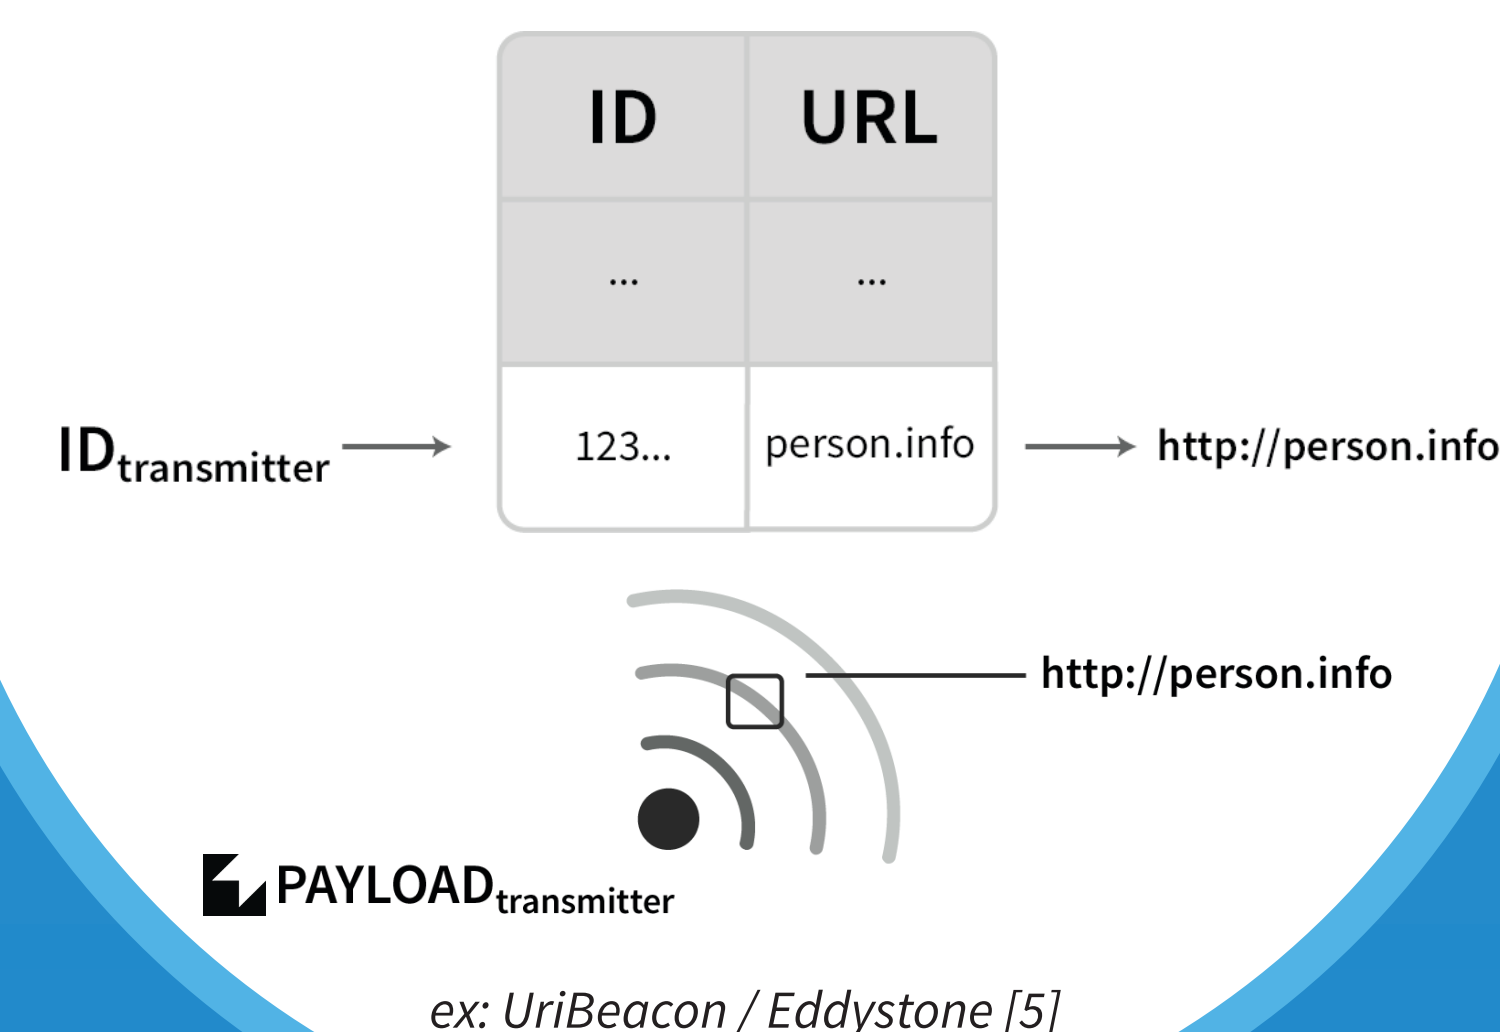 ID URL
... ...
IDtransmitter 123... person.info http://person.info
http://person.info
PAYLOADtransmitter
ex: UriBeacon / Eddystone [5]